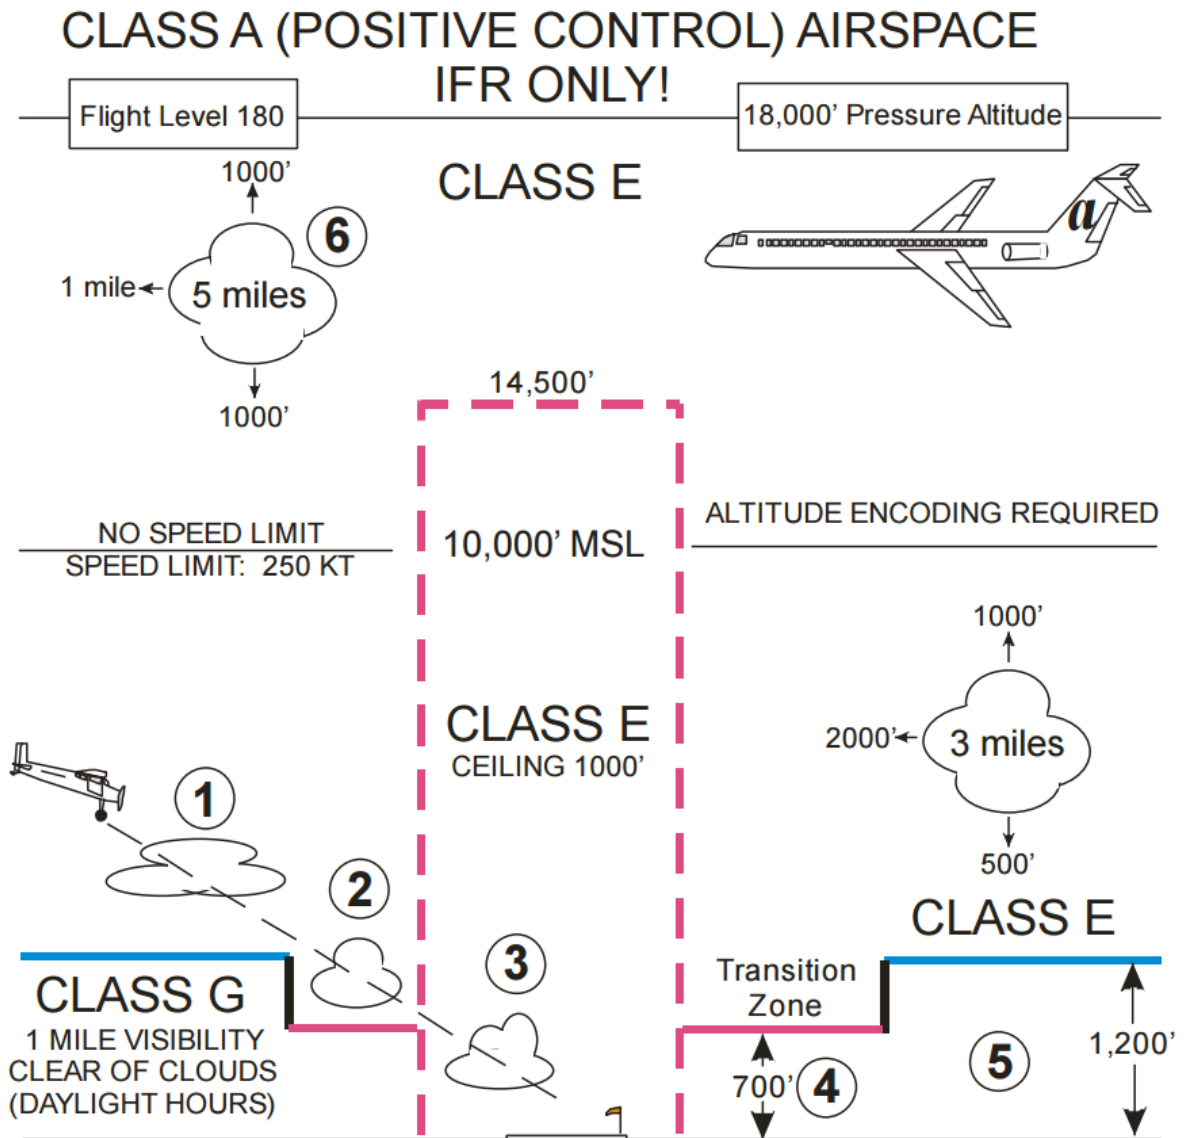 CLASS A (POSITIVE CONTROL) AIRSPACE
IFR ONLY!
Flight Level 180
18,000' Pressure Altitude
1000'
CLASS E
6
a
1 mile
5 miles
1000'
14,500'
NO SPEED LIMIT
SPEED LIMIT: 250 KT
10,000' MSL
ALTITUDE ENCODING REQUIRED
1000'
2000'
3 miles
500'
CLASS E
CEILING 1000'
1
2
3
CLASS E
CLASS G
1 MILE VISIBILITY
CLEAR OF CLOUDS
(DAYLIGHT HOURS)
Transition
Zone
700'
4
5
1,200'